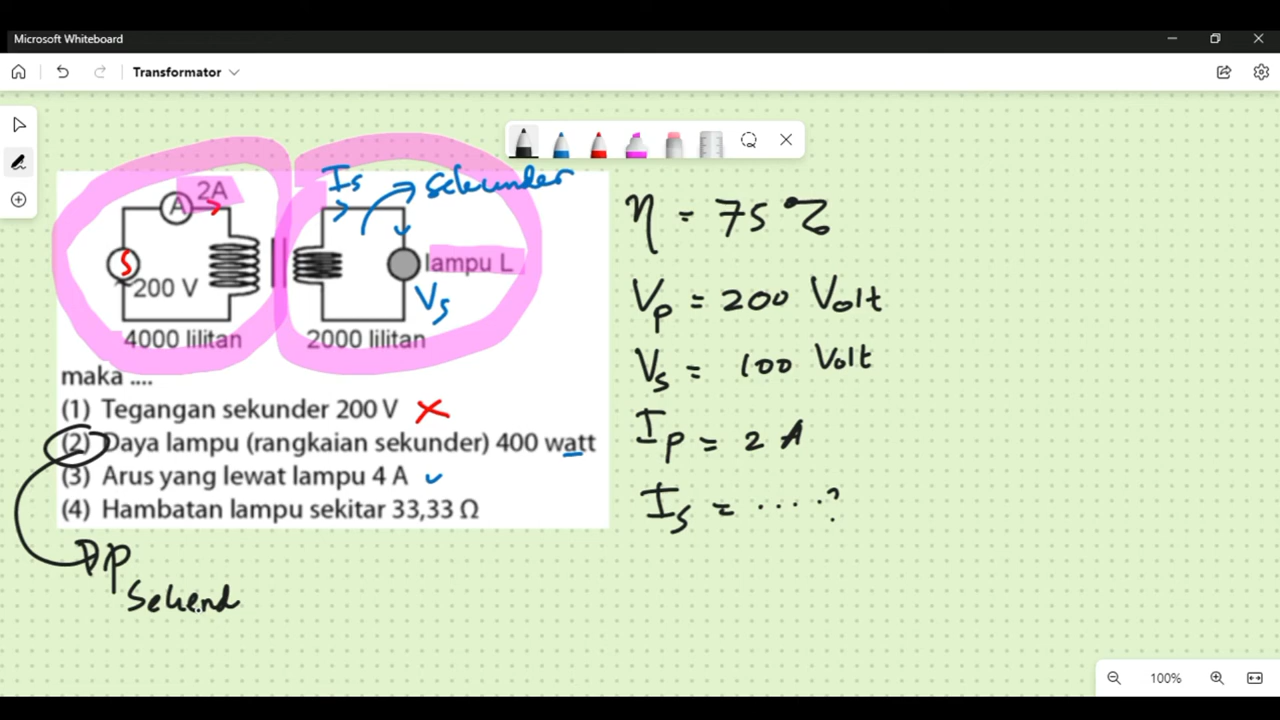 Microsoft Whiteboard
Transformator
Is
sekunder
2A
A
200 V
lampu L
Vs
4000 lilitan
2000 lilitan
maka ....
(1) Tegangan sekunder 200 V
(2) Daya lampu (rangkaian sekunder) 400 watt
(3) Arus yang lewat lampu 4 A
(4) Hambatan lampu sekitar 33,33 Ω
P
Sekund
η = 75 %
Vp = 200 Volt
Vs = 100 Volt
Ip = 2 A
Is = .... ?
100%